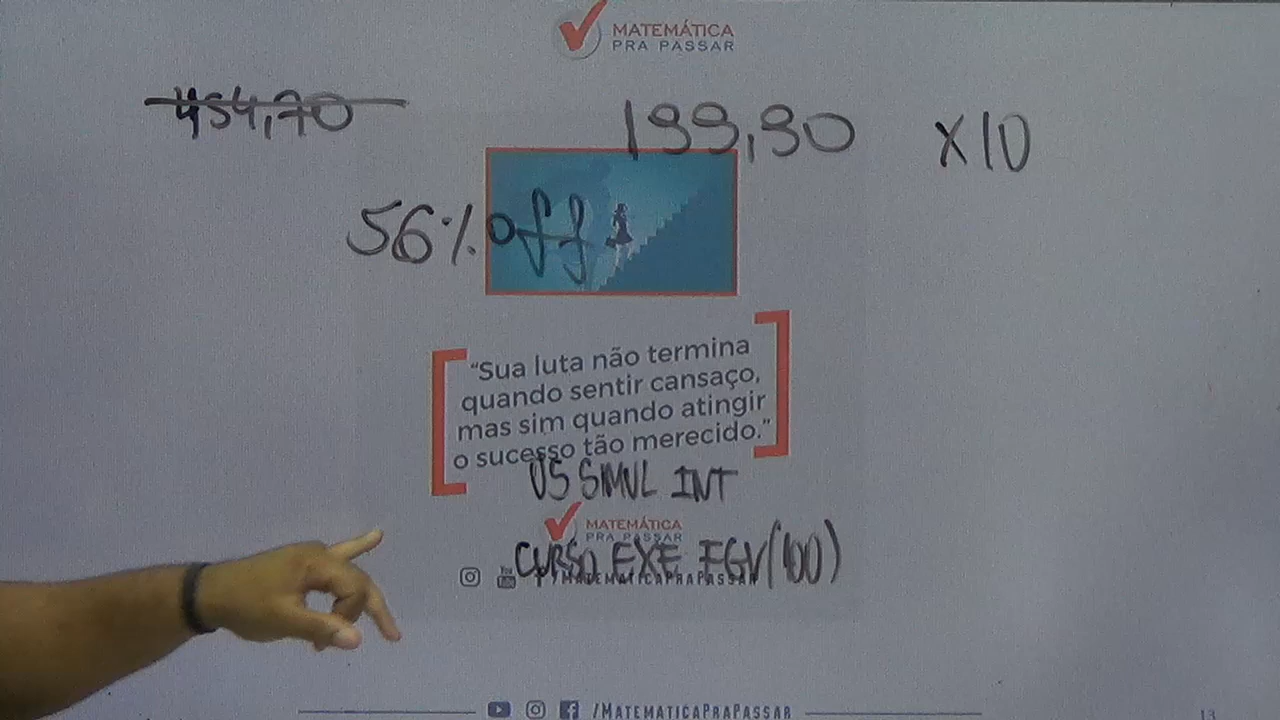 MATEMÁTICA
PRA PASSAR
454,70
199,90 X10
56% off
“Sua luta não termina
quando sentir cansaço,
mas sim quando atingir
o sucesso tão merecido.”
05 SIMUL INT
MATEMÁTICA
PRA PASSAR
CURSO EXE FGV (100)
/MATEMATICAPRAPASSAR
/MATEMATICAPRAPASSAR
13